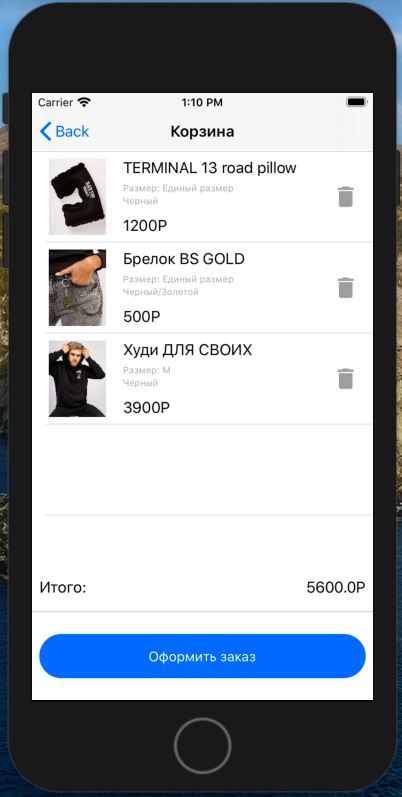 Carrier 1:10 PM
Back Корзина
TERMINAL 13 road pillow
Размер: Единый размер
Черный
1200Р
Брелок BS GOLD
Размер: Единый размер
Черный/Золотой
500Р
Худи ДЛЯ СВОИХ
Размер: M
Черный
3900Р
Итого: 5600.0Р
Оформить заказ